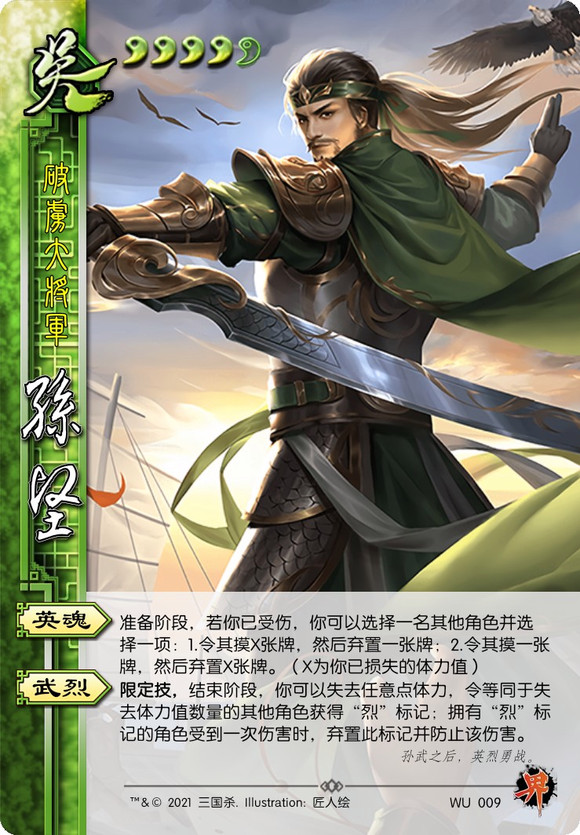 吴
破虏大将軍
孫堅
英魂
准备阶段，若你已受伤，你可以选择一名其他角色并选
择一项：1.令其摸X张牌，然后弃置一张牌；2.令其摸一张
牌，然后弃置X张牌。（X为你已损失的体力值）
武烈
限定技，结束阶段，你可以失去任意点体力，令等同于失
去体力值数量的其他角色获得“烈”标记；拥有“烈”标
记的角色受到一次伤害时，弃置此标记并防止该伤害。
孙武之后，英烈勇战。
™&© 2021 三国杀. Illustration: 匠人绘
WU 009
界